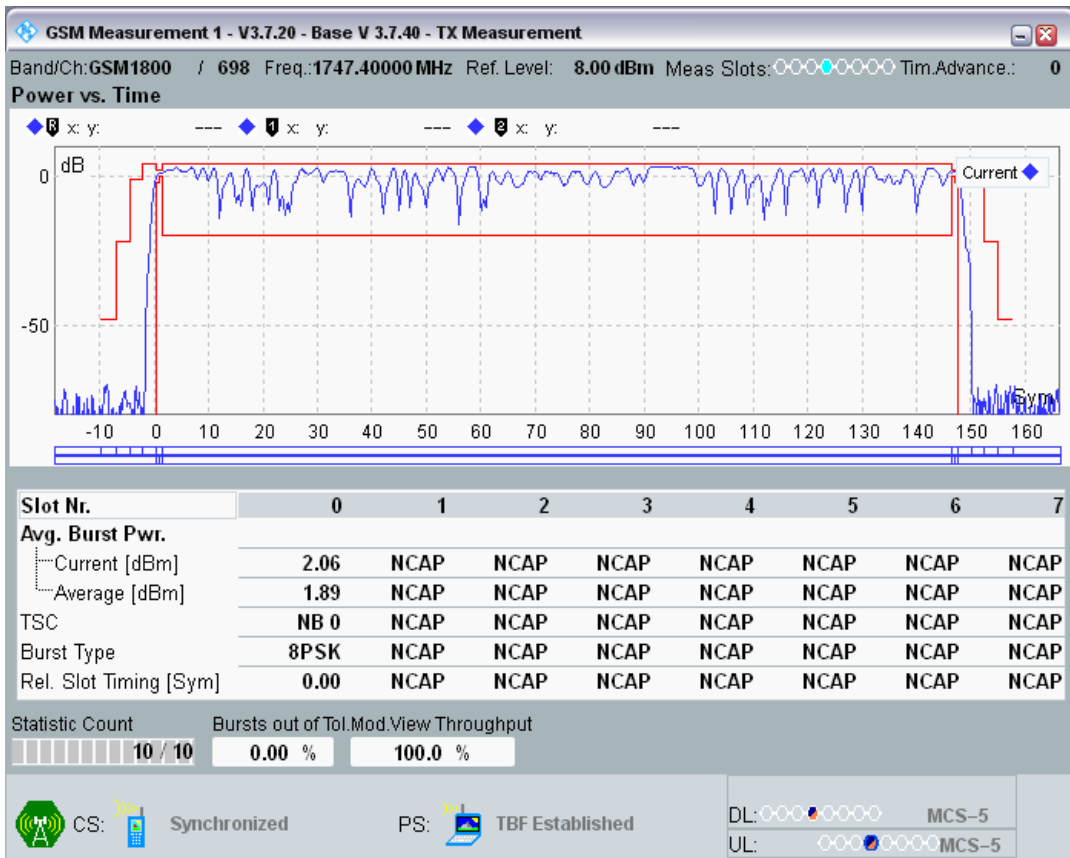 GSM Measurement 1 - V3.7.20 - Base V 3.7.40 - TX Measurement
Band/Ch:GSM1800 / 698 Freq.:1747.40000 MHz Ref. Level: 8.00 dBm Meas Slots: Tim.Advance.: 0
Power vs. Time
R x: y: --- 1 x: y: --- 2 x: y: ---
dB
Current
0
-50
Sym
-10 0 10 20 30 40 50 60 70 80 90 100 110 120 130 140 150 160
Slot Nr. 0 1 2 3 4 5 6 7
Avg. Burst Pwr.
Current [dBm] 2.06 NCAP NCAP NCAP NCAP NCAP NCAP NCAP
Average [dBm] 1.89 NCAP NCAP NCAP NCAP NCAP NCAP NCAP
TSC NB 0 NCAP NCAP NCAP NCAP NCAP NCAP NCAP
Burst Type 8PSK NCAP NCAP NCAP NCAP NCAP NCAP NCAP
Rel. Slot Timing [Sym] 0.00 NCAP NCAP NCAP NCAP NCAP NCAP NCAP
Statistic Count Bursts out of Tol.Mod.View Throughput
10 / 10 0.00 % 100.0 %
CS: Synchronized PS: TBF Established
DL: MCS-5
UL: MCS-5